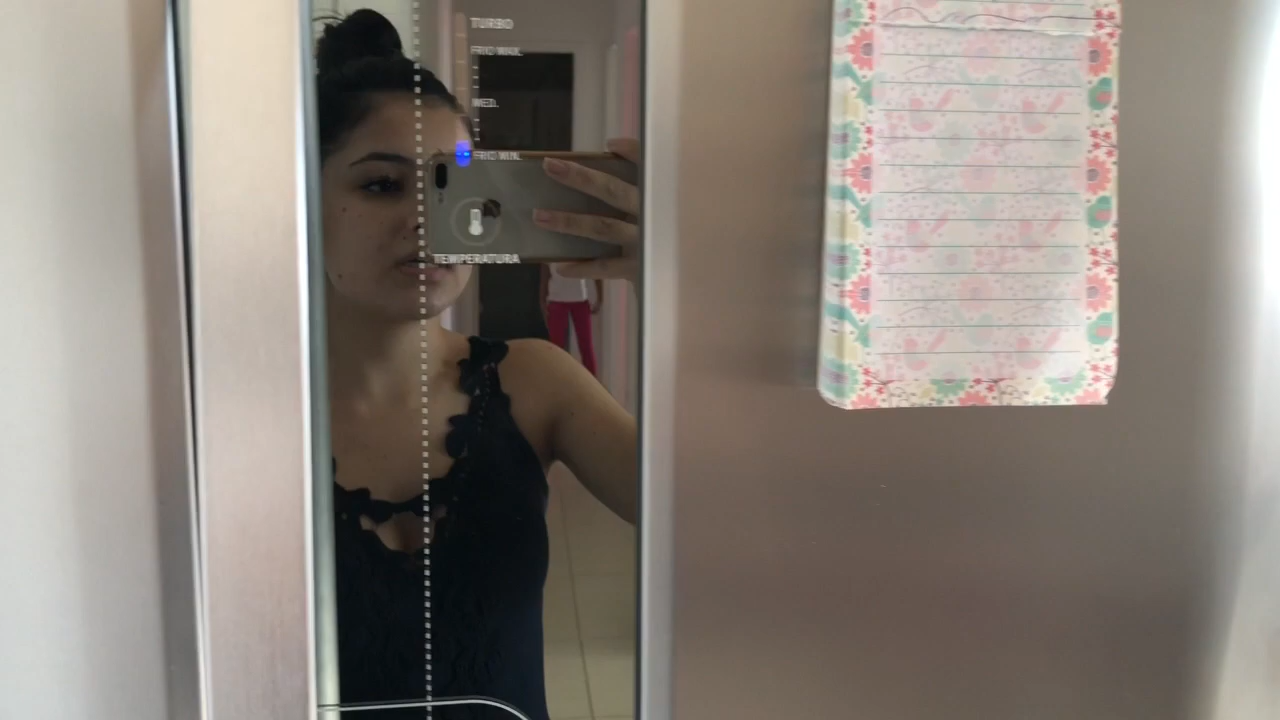 TURBO
FRIO MAX.
MED.
FRIO MIN.
TEMPERATURA